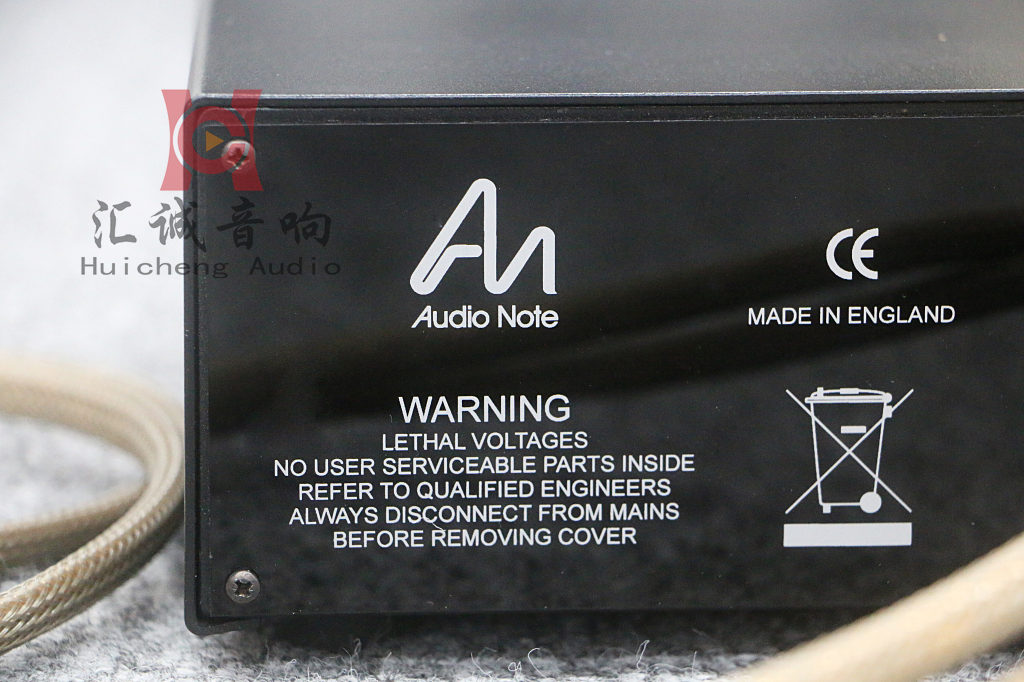 汇诚音响
Huicheng Audio
Audio Note
CE
MADE IN ENGLAND
WARNING
LETHAL VOLTAGES
NO USER SERVICEABLE PARTS INSIDE
REFER TO QUALIFIED ENGINEERS
ALWAYS DISCONNECT FROM MAINS
BEFORE REMOVING COVER